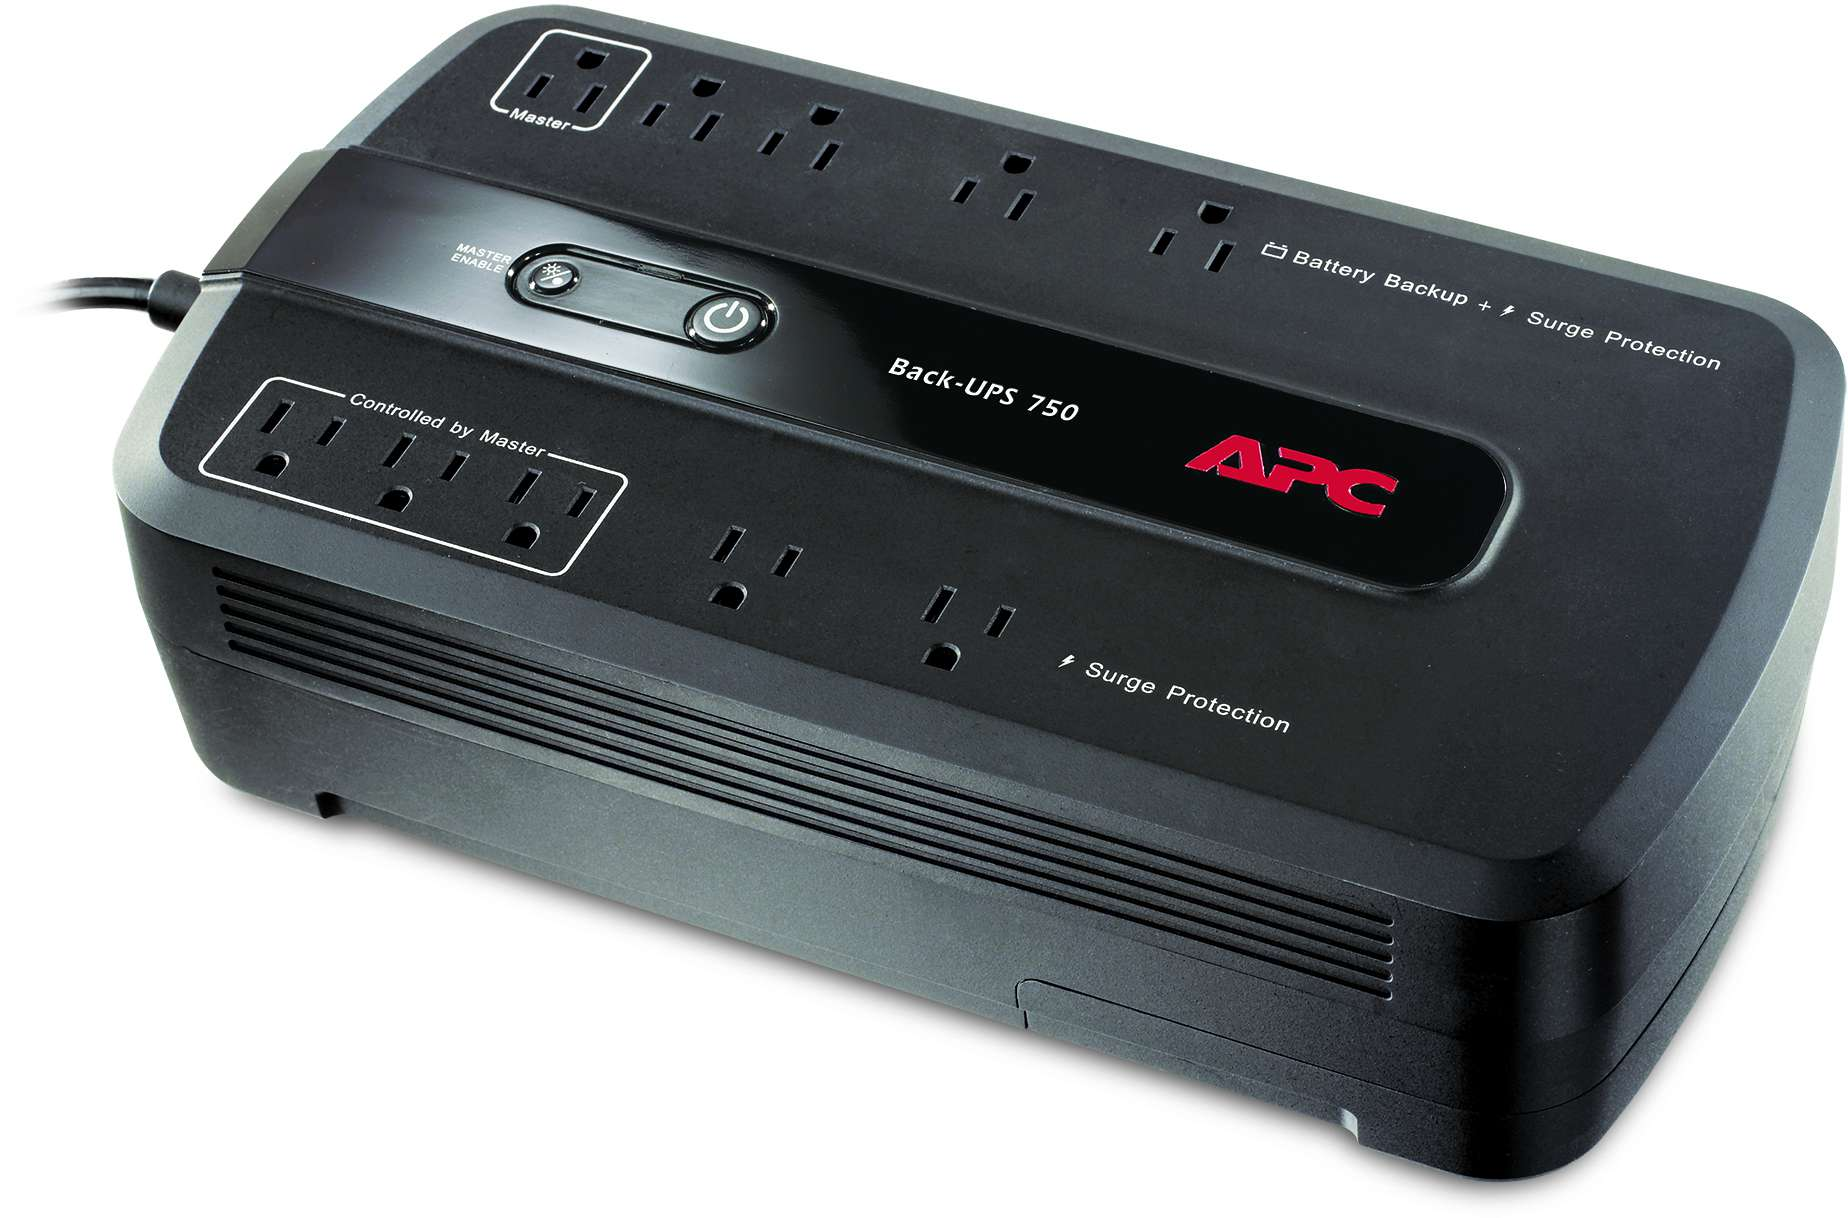 Master
Battery Backup + Surge Protection
MASTER
ENABLE
Back-UPS 750
APC
Controlled by Master
Surge Protection